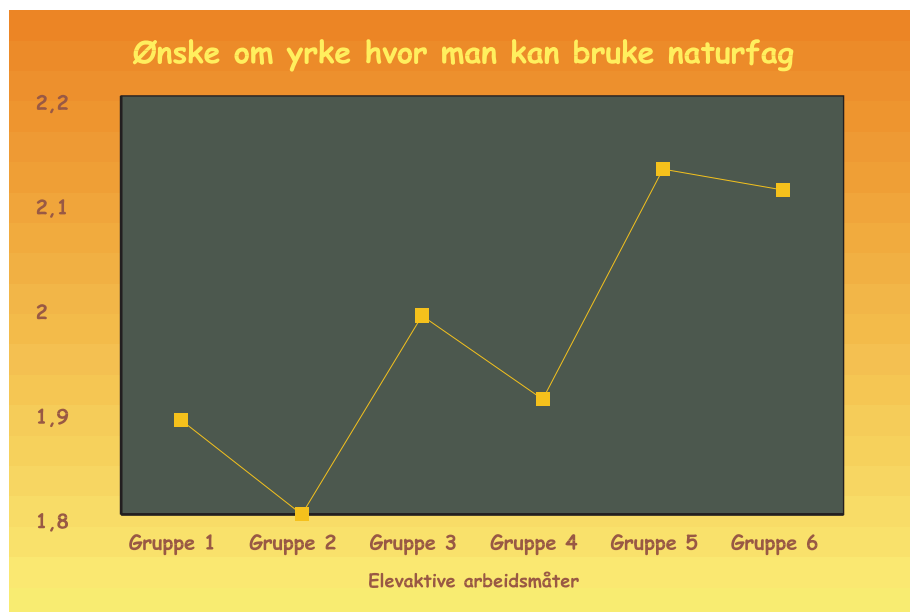 Ønske om yrke hvor man kan bruke naturfag
2,2
2,1
2
1,9
1,8
Gruppe 1 Gruppe 2 Gruppe 3 Gruppe 4 Gruppe 5 Gruppe 6
Elevaktive arbeidsmåter